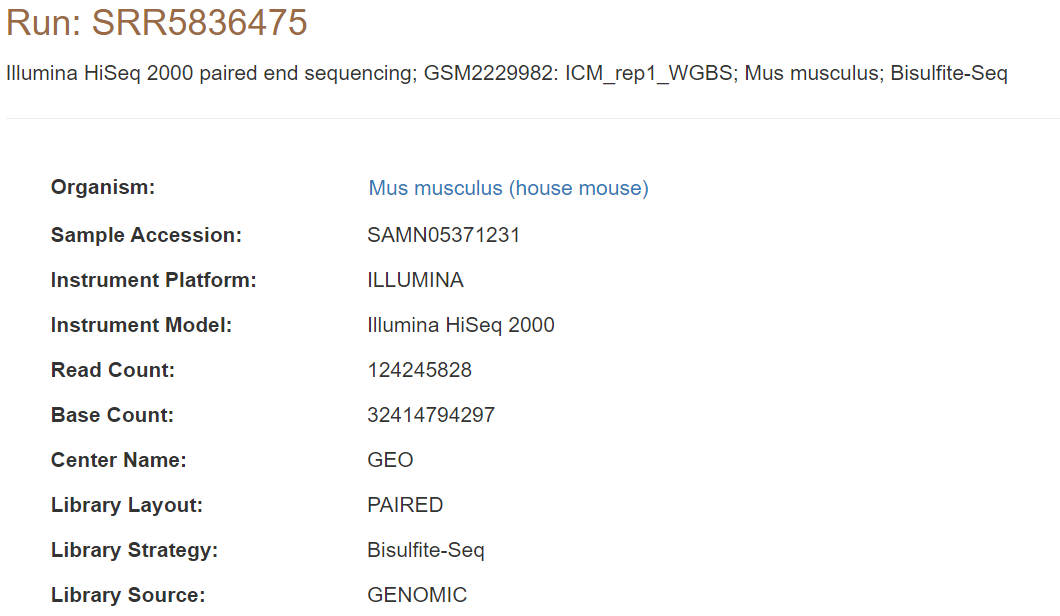 Run: SRR5836475
Illumina HiSeq 2000 paired end sequencing; GSM2229982: ICM_rep1_WGBS; Mus musculus; Bisulfite-Seq
Organism: Mus musculus (house mouse)
Sample Accession: SAMN05371231
Instrument Platform: ILLUMINA
Instrument Model: Illumina HiSeq 2000
Read Count: 124245828
Base Count: 32414794297
Center Name: GEO
Library Layout: PAIRED
Library Strategy: Bisulfite-Seq
Library Source: GENOMIC